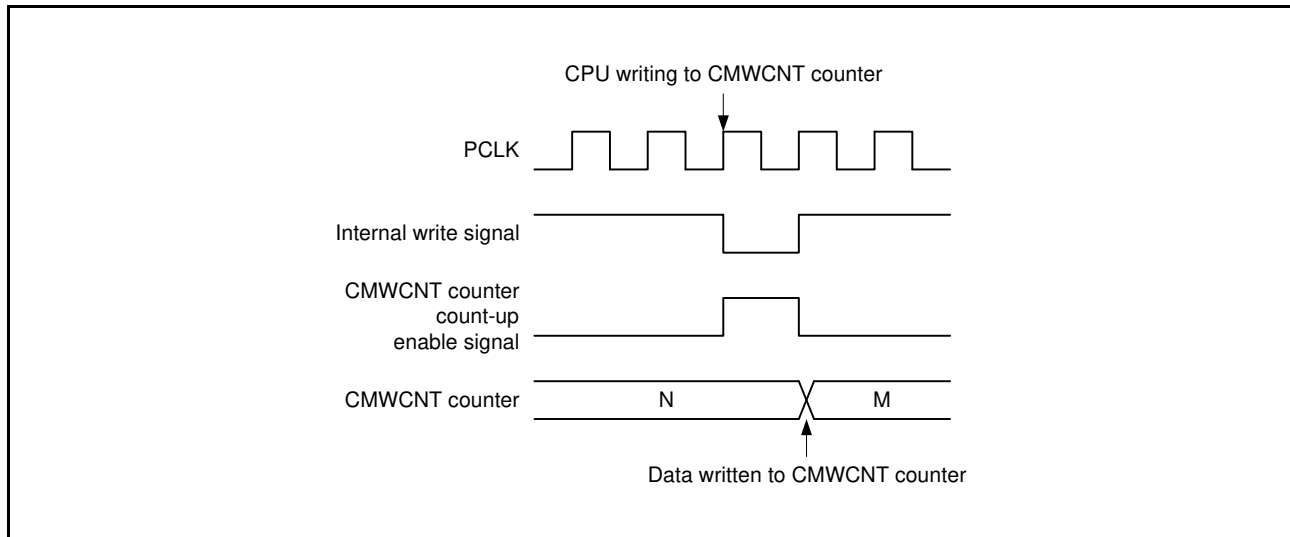 CPU writing to CMWCNT counter
PCLK
Internal write signal
CMWCNT counter
count-up
enable signal
CMWCNT counter
N
M
Data written to CMWCNT counter